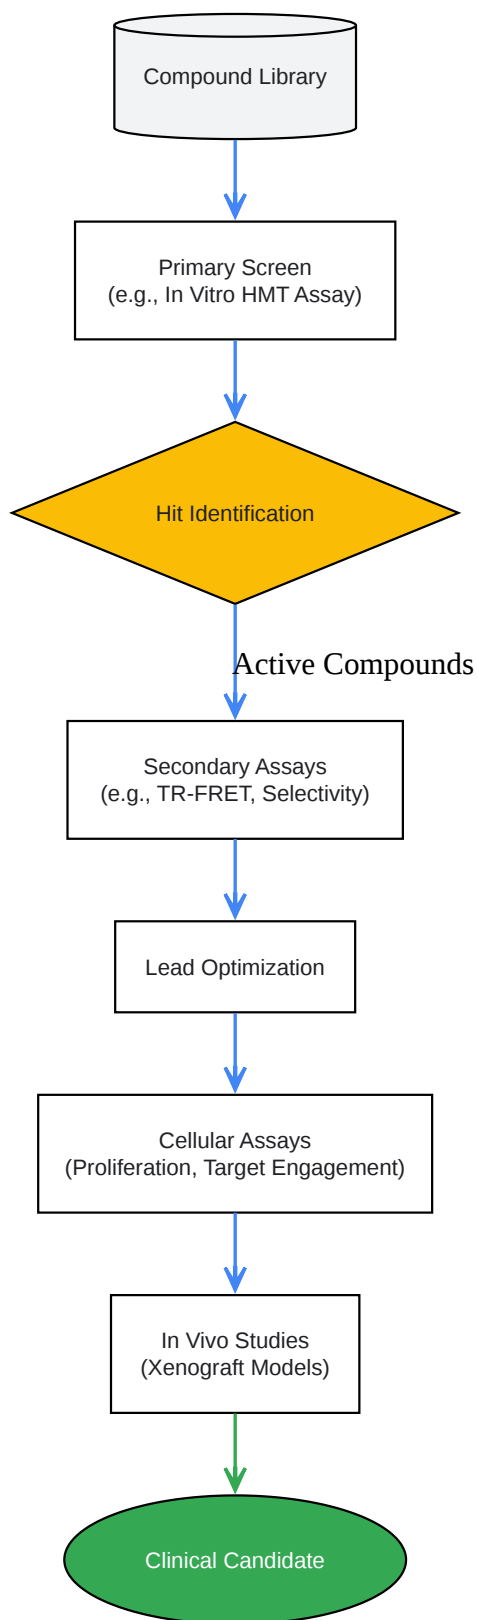 Compound Library
Primary Screen
(e.g., In Vitro HMT Assay)
Hit Identification
Active Compounds
Secondary Assays
(e.g., TR-FRET, Selectivity)
Lead Optimization
Cellular Assays
(Proliferation, Target Engagement)
In Vivo Studies
(Xenograft Models)
Clinical Candidate